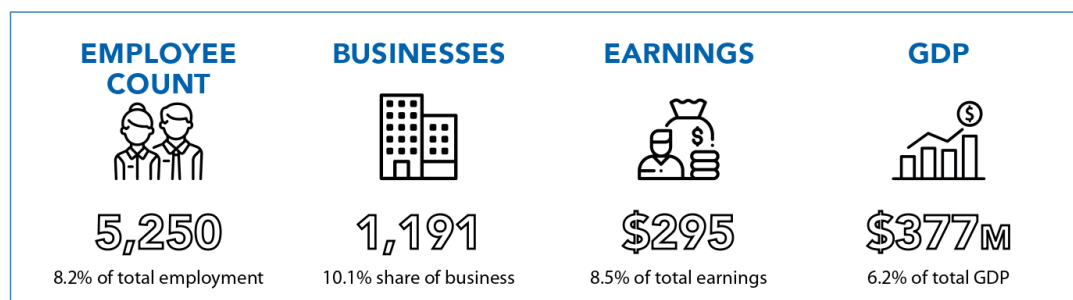 EMPLOYEE
COUNT
5,250
8.2% of total employment
BUSINESSES
1,191
10.1% share of business
EARNINGS
$
$295
8.5% of total earnings
GDP
$
$377M
6.2% of total GDP